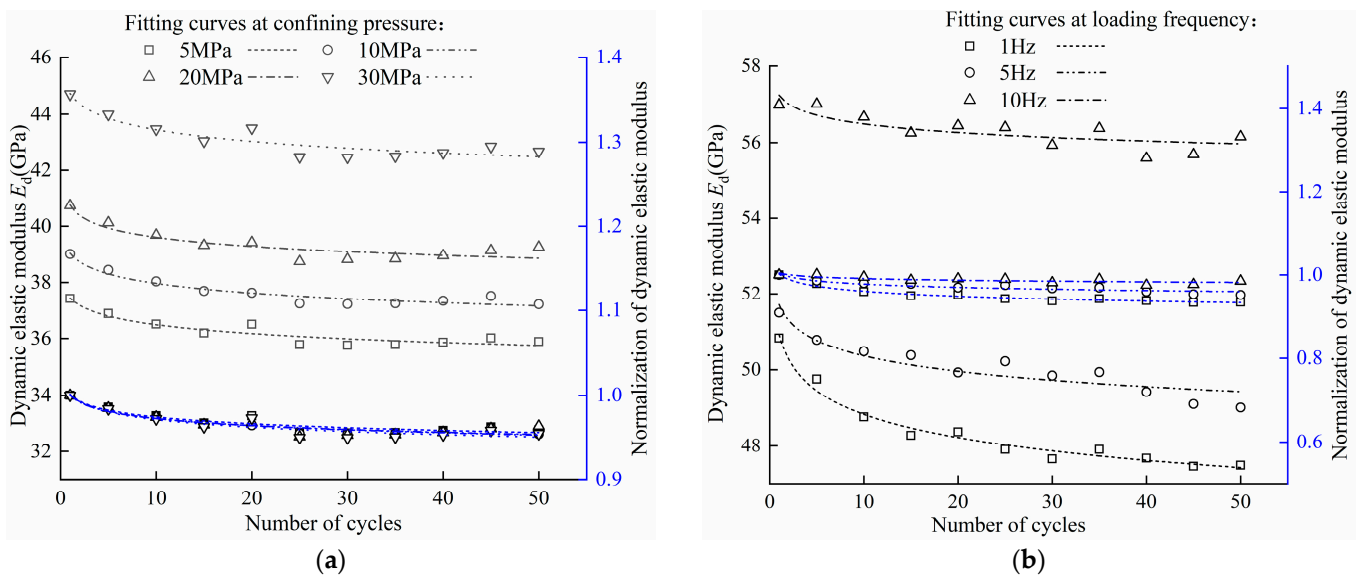 Fitting curves at confining pressure:
5MPa 10MPa
20MPa 30MPa
Dynamic elastic modulus Ed(GPa)
46
44
42
40
38
36
34
32
1.4
1.3
1.2
1.1
1.0
0.9
Normalization of dynamic elastic modulus
0 10 20 30 40 50
Number of cycles
(a)
Fitting curves at loading frequency:
1Hz
5Hz
10Hz
Dynamic elastic modulus Ed(GPa)
58
56
54
52
50
48
1.4
1.2
1.0
0.8
0.6
Normalization of dynamic elastic modulus
0 10 20 30 40 50
Number of cycles
(b)